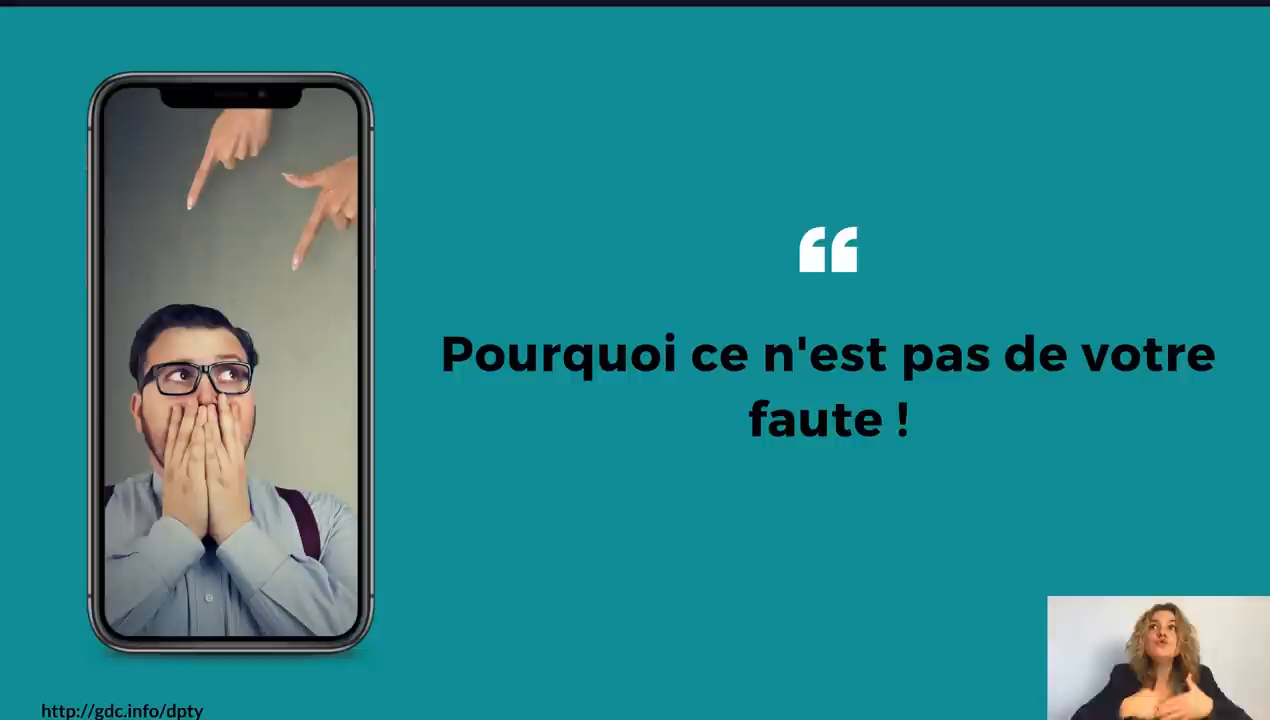 “
Pourquoi ce n'est pas de votre
faute !
http://gdc.info/dpty